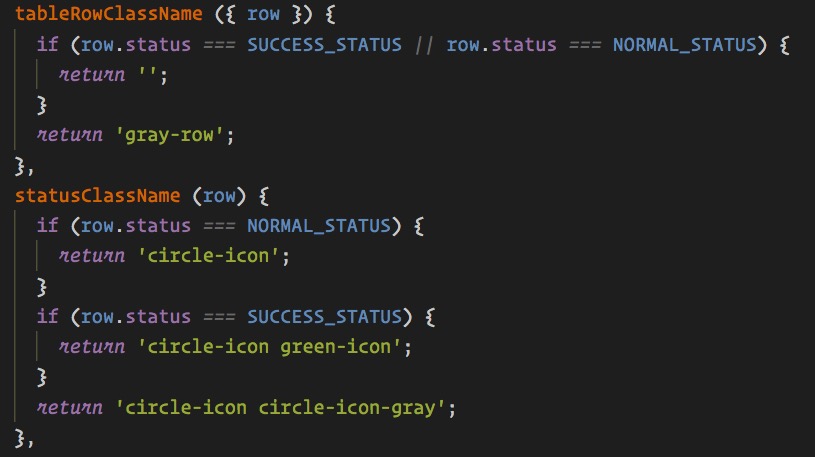 tableRowClassName ({ row }) {
if (row.status === SUCCESS_STATUS || row.status === NORMAL_STATUS) {
return '';
}
return 'gray-row';
},
statusClassName (row) {
if (row.status === NORMAL_STATUS) {
return 'circle-icon';
}
if (row.status === SUCCESS_STATUS) {
return 'circle-icon green-icon';
}
return 'circle-icon circle-icon-gray';
},